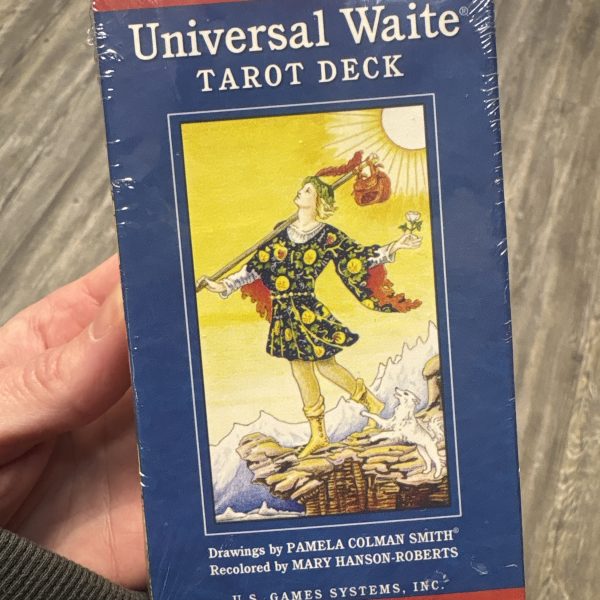 Universal Waite®
TAROT DECK
Drawings by PAMELA COLMAN SMITH®
Recolored by MARY HANSON-ROBERTS
U.S. GAMES SYSTEMS, INC.